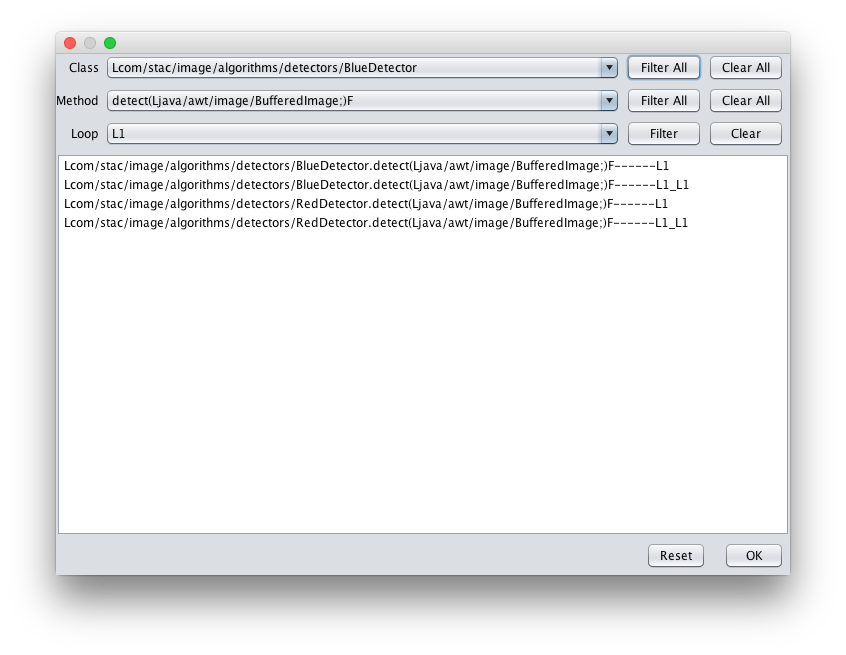 Class Lcom/stac/image/algorithms/detectors/BlueDetector Filter All Clear All
Method detect(Ljava/awt/image/BufferedImage;)F Filter All Clear All
Loop L1 Filter Clear
Lcom/stac/image/algorithms/detectors/BlueDetector.detect(Ljava/awt/image/BufferedImage;)F------L1
Lcom/stac/image/algorithms/detectors/BlueDetector.detect(Ljava/awt/image/BufferedImage;)F------L1_L1
Lcom/stac/image/algorithms/detectors/RedDetector.detect(Ljava/awt/image/BufferedImage;)F------L1
Lcom/stac/image/algorithms/detectors/RedDetector.detect(Ljava/awt/image/BufferedImage;)F------L1_L1
Reset OK